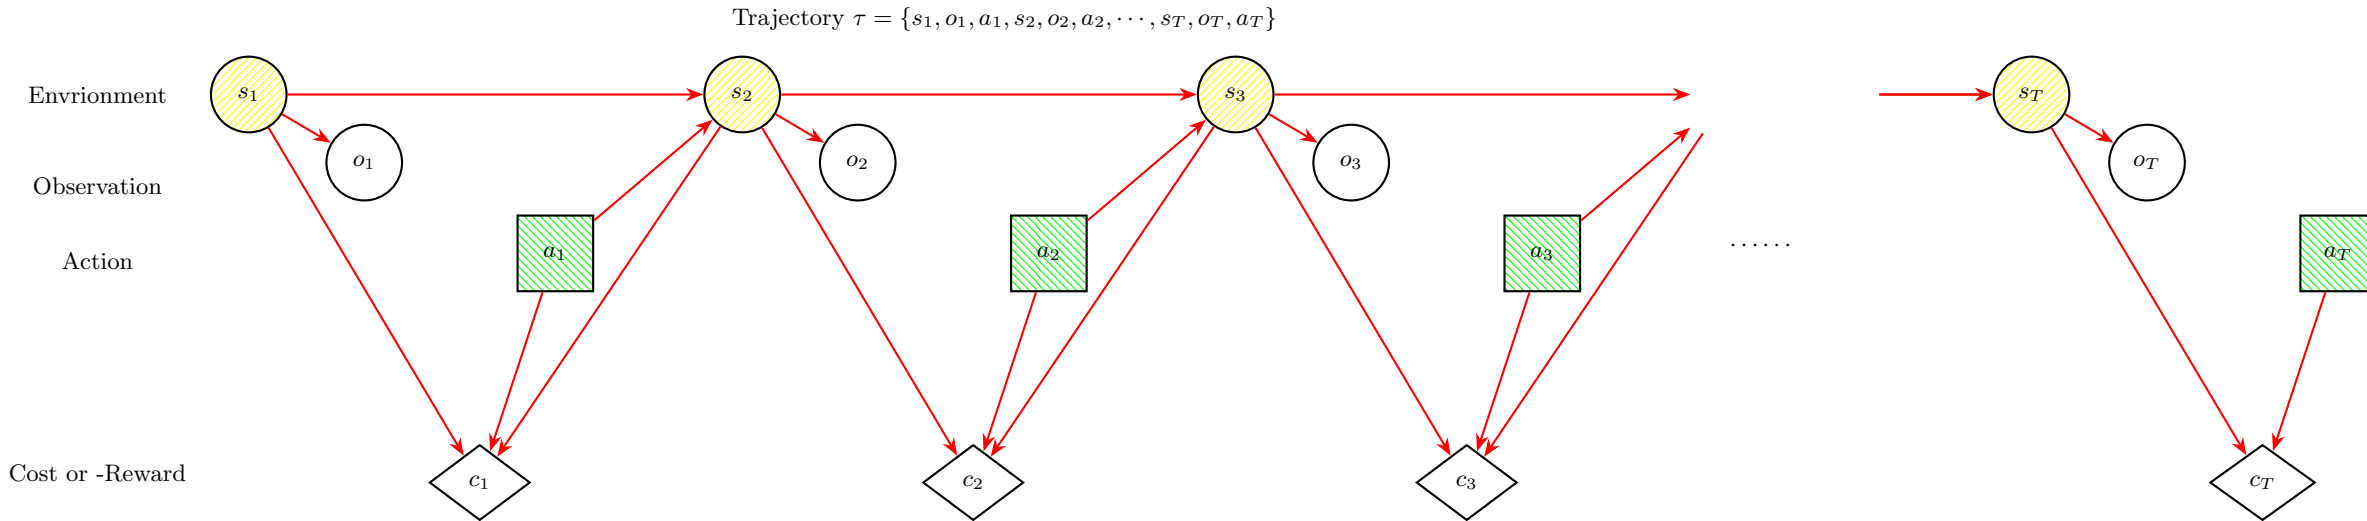 Trajectory τ = {s₁, o₁, a₁, s₂, o₂, a₂, ⋯ , s_T, o_T, a_T}
Envrionment s₁ s₂ s₃ s_T
o₁ o₂ o₃ o_T
Observation
Action a₁ a₂ a₃ ...... a_T
Cost or -Reward c₁ c₂ c₃ c_T